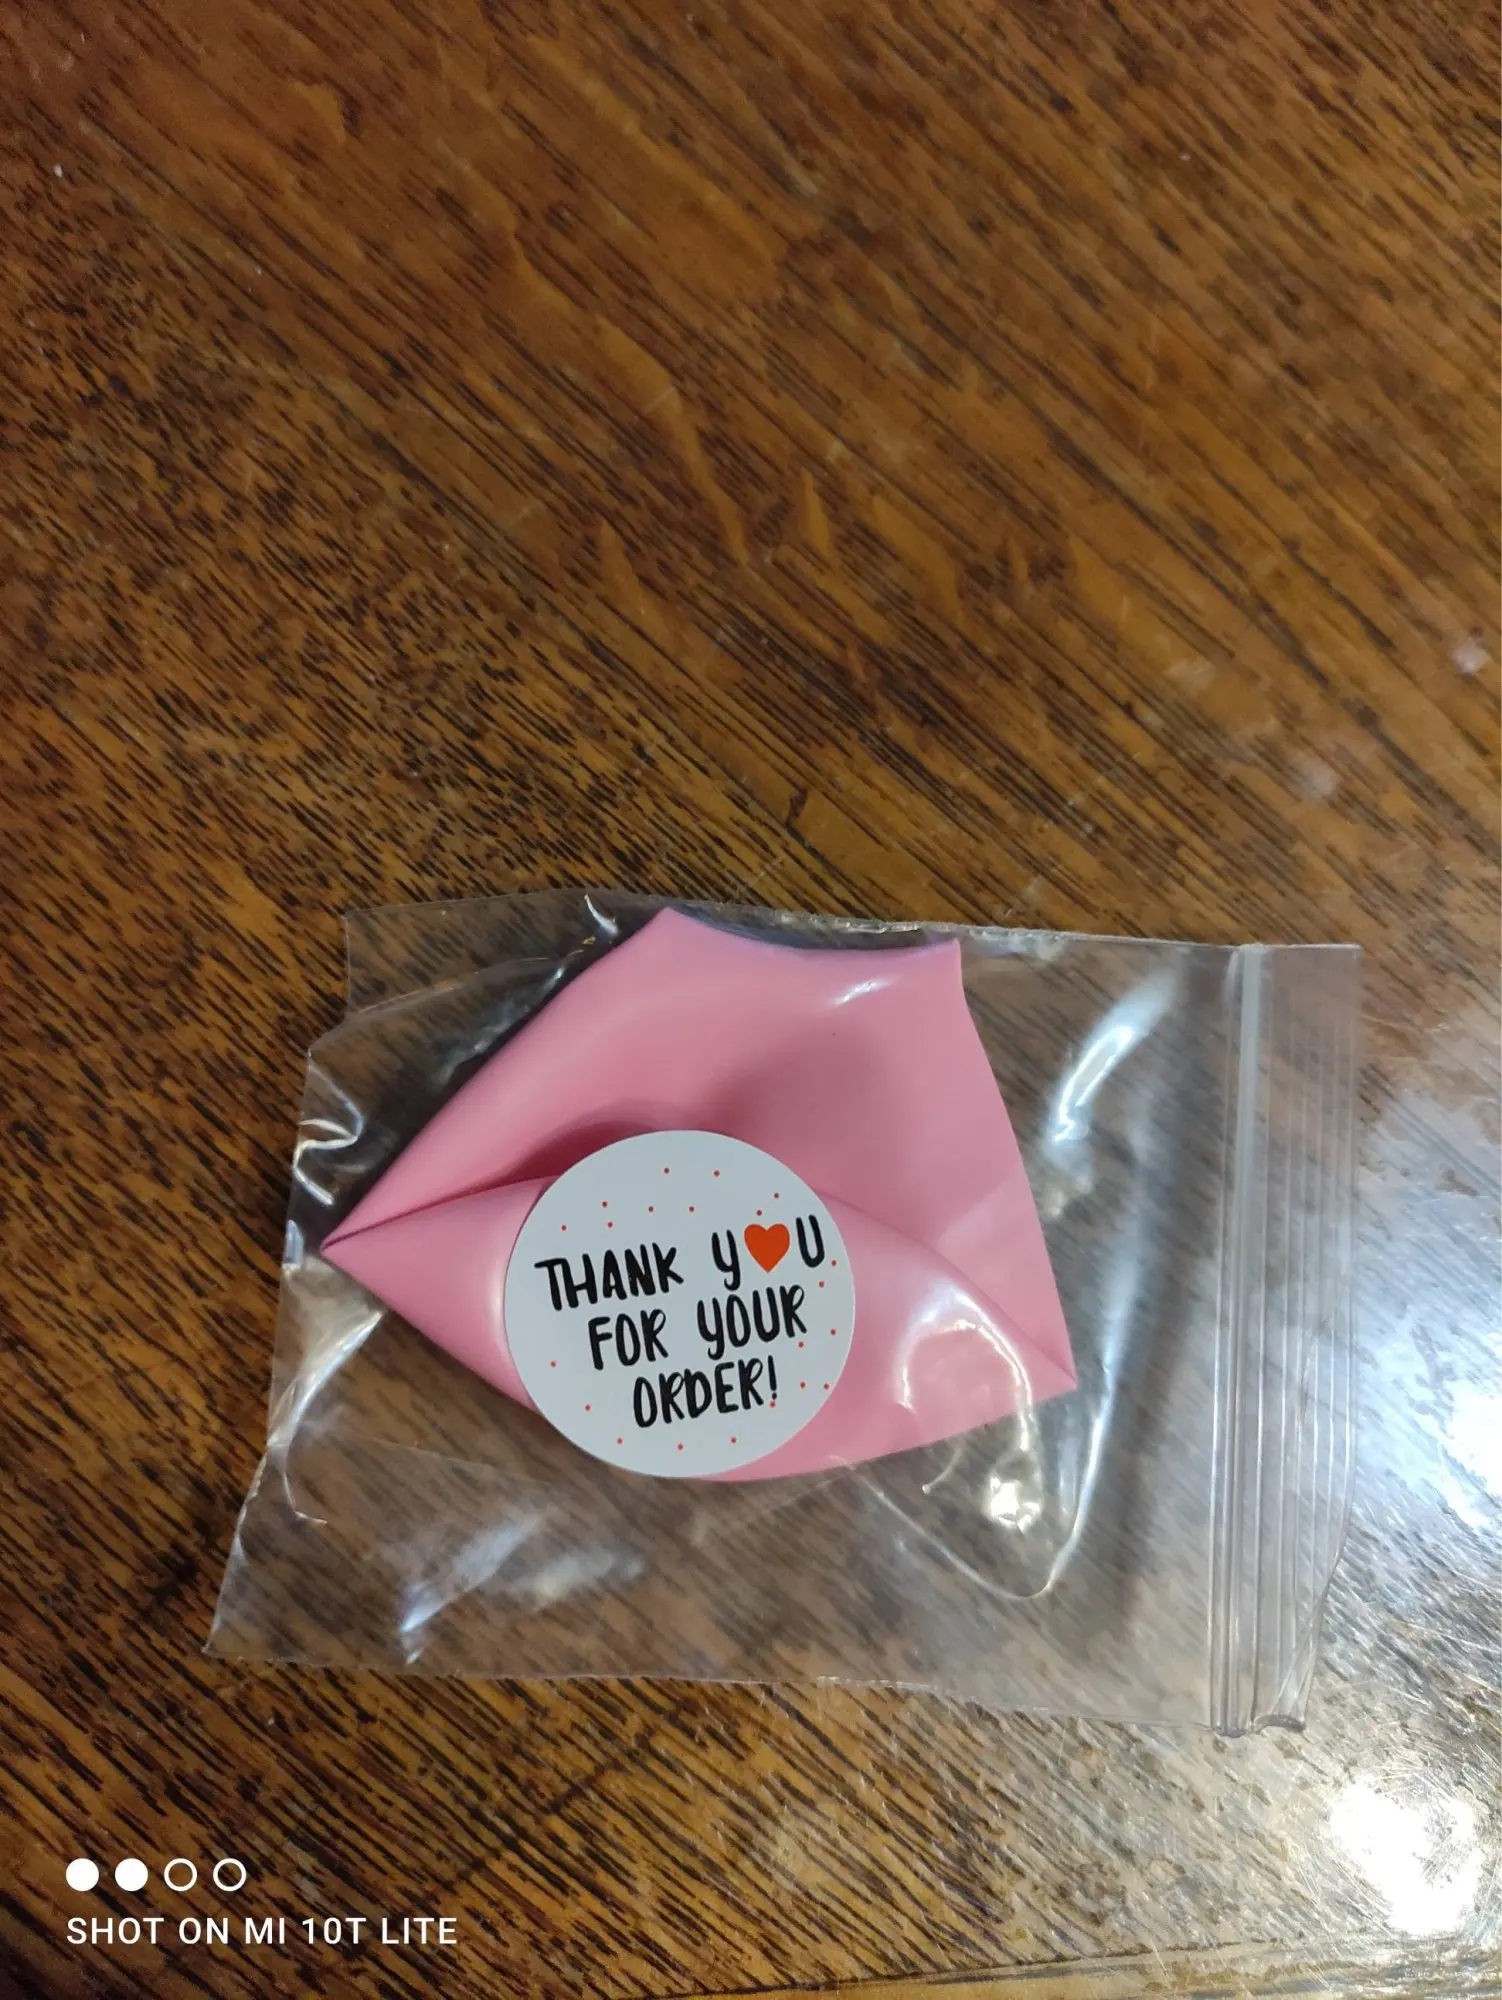 THANK Y❤U
FOR YOUR
ORDER!
SHOT ON MI 10T LITE